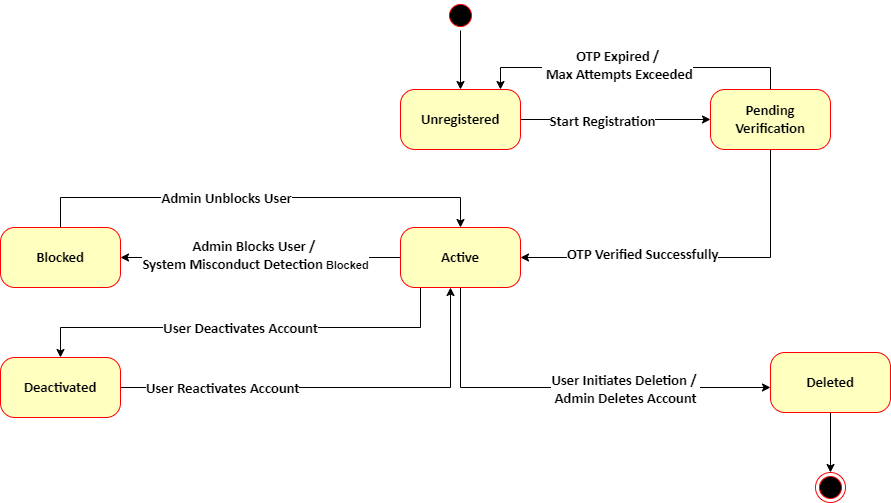 OTP Expired /
Max Attempts Exceeded
Unregistered
Start Registration
Pending
Verification
Admin Unblocks User
Blocked
Admin Blocks User /
System Misconduct Detection Blocked
Active
OTP Verified Successfully
User Deactivates Account
Deactivated
User Reactivates Account
User Initiates Deletion /
Admin Deletes Account
Deleted